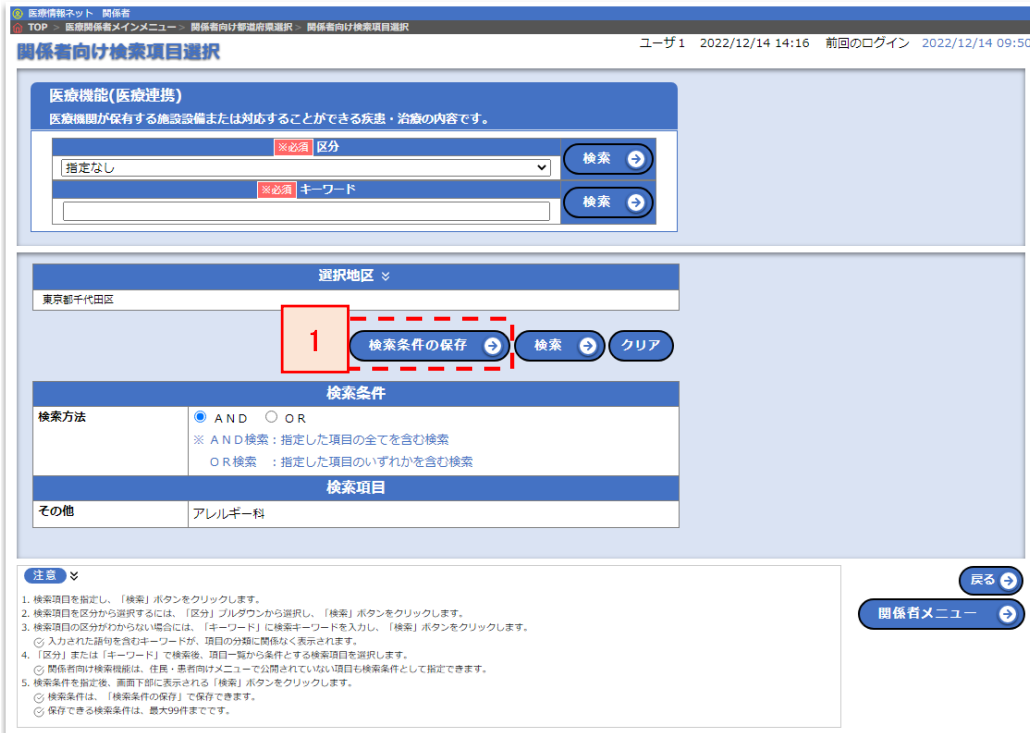 医療情報ネット 関係者
TOP > 医療関係者メインメニュー > 関係者向け都道府県選択 > 関係者向け検索項目選択
関係者向け検索項目選択
ユーザ1 2022/12/14 14:16 前回のログイン 2022/12/14 09:50
医療機能(医療連携)
医療機関が保有する施設設備または対応することができる疾患・治療の内容です。
※必須 区分
指定なし
検索
※必須 キーワード
検索
選択地区
東京都千代田区
1
検索条件の保存 検索 クリア
検索条件
検索方法 AND OR
※ AND検索:指定した項目の全てを含む検索
OR検索 :指定した項目のいずれかを含む検索
検索項目
その他 アレルギー科
注意
1. 検索項目を指定し、「検索」ボタンをクリックします。
2. 検索項目を区分から選択するには、「区分」プルダウンから選択し、「検索」ボタンをクリックします。
3. 検索項目の区分がわからない場合には、「キーワード」に検索キーワードを入力し、「検索」ボタンをクリックします。
入力された語句を含むキーワードが、項目の分類に関係なく表示されます。
4. 「区分」または「キーワード」で検索後、項目一覧から条件とする検索項目を選択します。
関係者向け検索機能は、住民・患者向けメニューで公開されていない項目も検索条件として指定できます。
5. 検索条件を指定後、画面下部に表示される「検索」ボタンをクリックします。
検索条件は、「検索条件の保存」で保存できます。
保存できる検索条件は、最大99件までです。
戻る
関係者メニュー